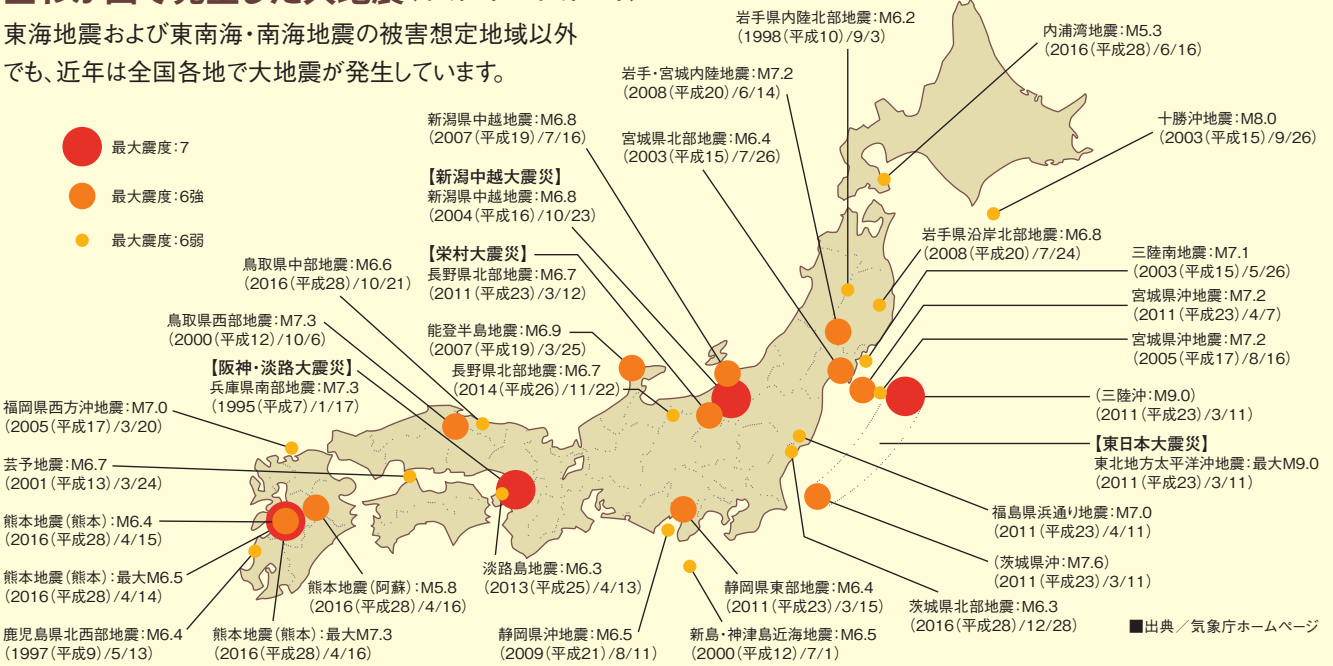 東海地震および東南海・南海地震の被害想定地域以外
でも、近年は全国各地で大地震が発生しています。
最大震度：7
最大震度：6強
最大震度：6弱
岩手県内陸北部地震：M6.2
（1998（平成10）/9/3）
内浦湾地震：M5.3
（2016（平成28）/6/16）
岩手・宮城内陸地震：M7.2
（2008（平成20）/6/14）
十勝沖地震：M8.0
（2003（平成15）/9/26）
新潟県中越地震：M6.8
（2007（平成19）/7/16）
宮城県北部地震：M6.4
（2003（平成15）/7/26）
【新潟中越大震災】
新潟県中越地震：M6.8
（2004（平成16）/10/23）
【栄村大震災】
長野県北部地震：M6.7
（2011（平成23）/3/12）
岩手県沿岸北部地震：M6.8
（2008（平成20）/7/24）
三陸南地震：M7.1
（2003（平成15）/5/26）
宮城県沖地震：M7.2
（2011（平成23）/4/7）
宮城県沖地震：M7.2
（2005（平成17）/8/16）
鳥取県中部地震：M6.6
（2016（平成28）/10/21）
鳥取県西部地震：M7.3
（2000（平成12）/10/6）
能登半島地震：M6.9
（2007（平成19）/3/25）
長野県北部地震：M6.7
（2014（平成26）/11/22）
【阪神・淡路大震災】
兵庫県南部地震：M7.3
（1995（平成7）/1/17）
（三陸沖：M9.0）
（2011（平成23）/3/11）
【東日本大震災】
東北地方太平洋沖地震：最大M9.0
（2011（平成23）/3/11）
福岡県西方沖地震：M7.0
（2005（平成17）/3/20）
芸予地震：M6.7
（2001（平成13）/3/24）
熊本地震（熊本）：M6.4
（2016（平成28）/4/15）
熊本地震（熊本）：最大M6.5
（2016（平成28）/4/14）
鹿児島県北西部地震：M6.4
（1997（平成9）/5/13）
熊本地震（阿蘇）：M5.8
（2016（平成28）/4/16）
熊本地震（熊本）：最大M7.3
（2016（平成28）/4/16）
淡路島地震：M6.3
（2013（平成25）/4/13）
静岡県沖地震：M6.5
（2009（平成21）/8/11）
静岡県東部地震：M6.4
（2011（平成23）/3/15）
新島・神津島近海地震：M6.5
（2000（平成12）/7/1）
福島県浜通り地震：M7.0
（2011（平成23）/4/11）
（茨城県沖：M7.6）
（2011（平成23）/3/11）
茨城県北部地震：M6.3
（2016（平成28）/12/28）
■出典／気象庁ホームページ